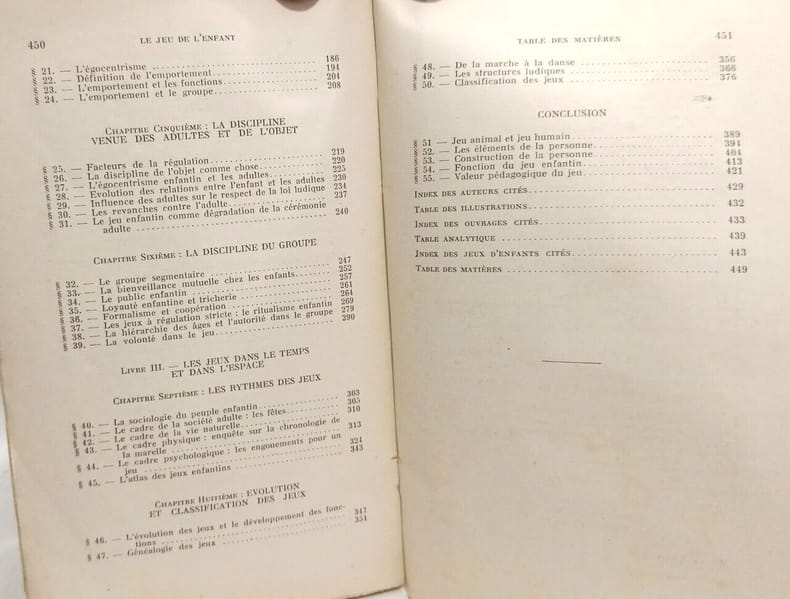 450
LE JEU DE L'ENFANT
§ 21. — L'égocentrisme ........ 186
§ 22. — Définition de l'emportement ........ 194
§ 23. — L'emportement et les fonctions ........ 204
§ 24. — L'emportement et le groupe ........ 208
CHAPITRE CINQUIÈME : LA DISCIPLINE
VENUE DES ADULTES ET DE L'OBJET
§ 25. — Facteurs de la régulation ........ 219
§ 26. — La discipline de l'objet comme chose ........ 220
§ 27. — L'égocentrisme enfantin et les adultes ........ 225
§ 28. — Evolution des relations entre l'enfant et les adultes 230
§ 29. — Influence des adultes sur le respect de la loi ludique 234
§ 30. — Les revanches contre l'adulte ........ 237
§ 31. — Le jeu enfantin comme dégradation de la cérémonie
adulte ........ 240
CHAPITRE SIXIÈME : LA DISCIPLINE DU GROUPE
§ 32. — Le groupe segmentaire ........ 247
§ 33. — La bienveillance mutuelle chez les enfants ........ 252
§ 34. — Le public enfantin ........ 257
§ 35. — Loyauté enfantine et tricherie ........ 261
§ 36. — Formalisme et coopération ........ 264
§ 37. — Les jeux à régulation stricte : le ritualisme enfantin 269
§ 38. — La hiérarchie des âges et l'autorité dans le groupe 279
§ 39. — La volonté dans le jeu ........ 290
LIVRE III. — LES JEUX DANS LE TEMPS
ET DANS L'ESPACE
CHAPITRE SEPTIÈME : LES RYTHMES DES JEUX
§ 40. — La sociologie du peuple enfantin ........ 303
§ 41. — Le cadre de la société adulte : les fêtes ........ 305
§ 42. — Le cadre de la vie naturelle ........ 310
§ 43. — Le cadre physique : enquête sur la chronologie de
la marelle ........ 313
§ 44. — Le cadre psychologique : les engouements pour un
jeu ........ 324
§ 45. — L'atlas des jeux enfantins ........ 343
CHAPITRE HUITIÈME : EVOLUTION
ET CLASSIFICATION DES JEUX
§ 46. — L'évolution des jeux et le développement des fonc-
tions ........ 347
§ 47. — Généalogie des jeux ........ 351
TABLE DES MATIÈRES
451
§ 48. — De la marche à la danse ........ 356
§ 49. — Les structures ludiques ........ 366
§ 50. — Classification des jeux ........ 376
CONCLUSION
§ 51 — Jeu animal et jeu humain ........ 389
§ 52. — Les éléments de la personne ........ 394
§ 53. — Construction de la personne ........ 404
§ 54. — Fonction du jeu enfantin ........ 413
§ 55. — Valeur pédagogique du jeu ........ 421
INDEX DES AUTEURS CITÉS ........ 429
TABLE DES ILLUSTRATIONS ........ 432
INDEX DES OUVRAGES CITÉS ........ 433
TABLE ANALYTIQUE ........ 439
INDEX DES JEUX D'ENFANTS CITÉS ........ 443
TABLE DES MATIÈRES ........ 449